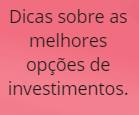 Dicas sobre as
melhores
opções de
investimentos.